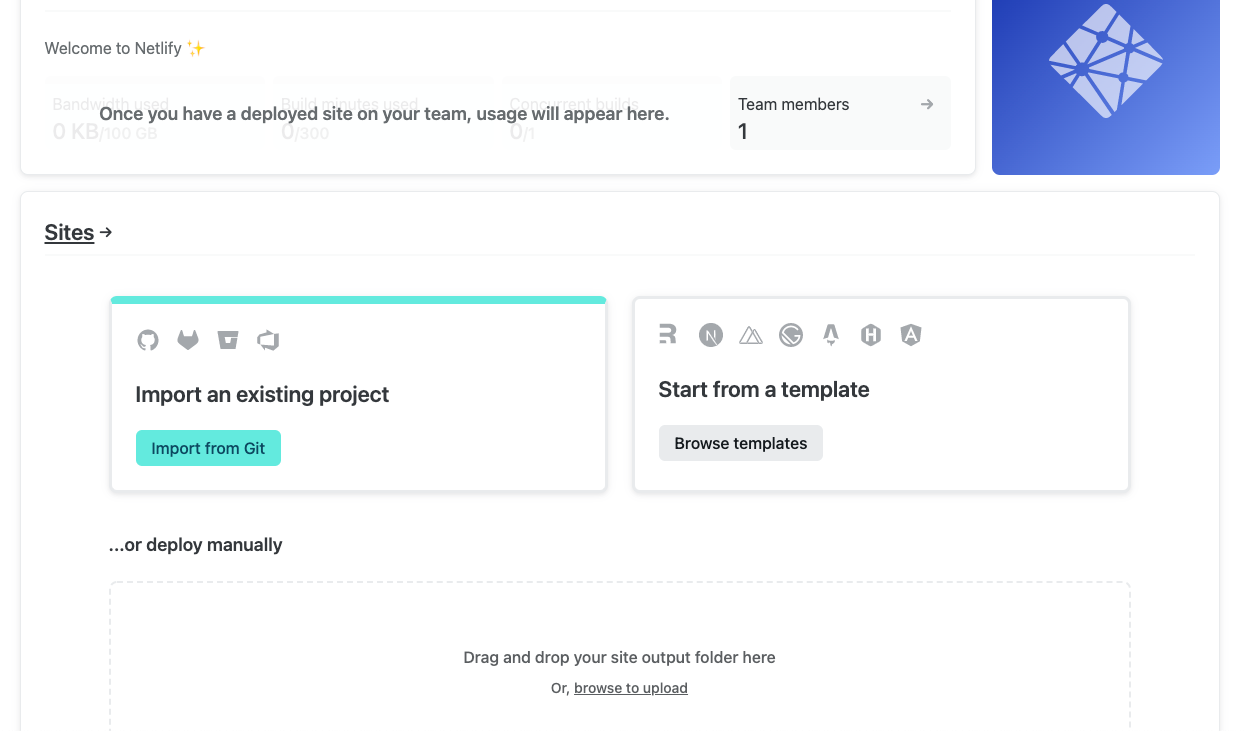 Welcome to Netlify ✨
Bandwidth used
0 KB/100 GB
Build minutes used
0/300
Concurrent builds
0/1
Once you have a deployed site on your team, usage will appear here.
Team members →
1
Sites →
Import an existing project
Import from Git
Start from a template
Browse templates
...or deploy manually
Drag and drop your site output folder here
Or, browse to upload